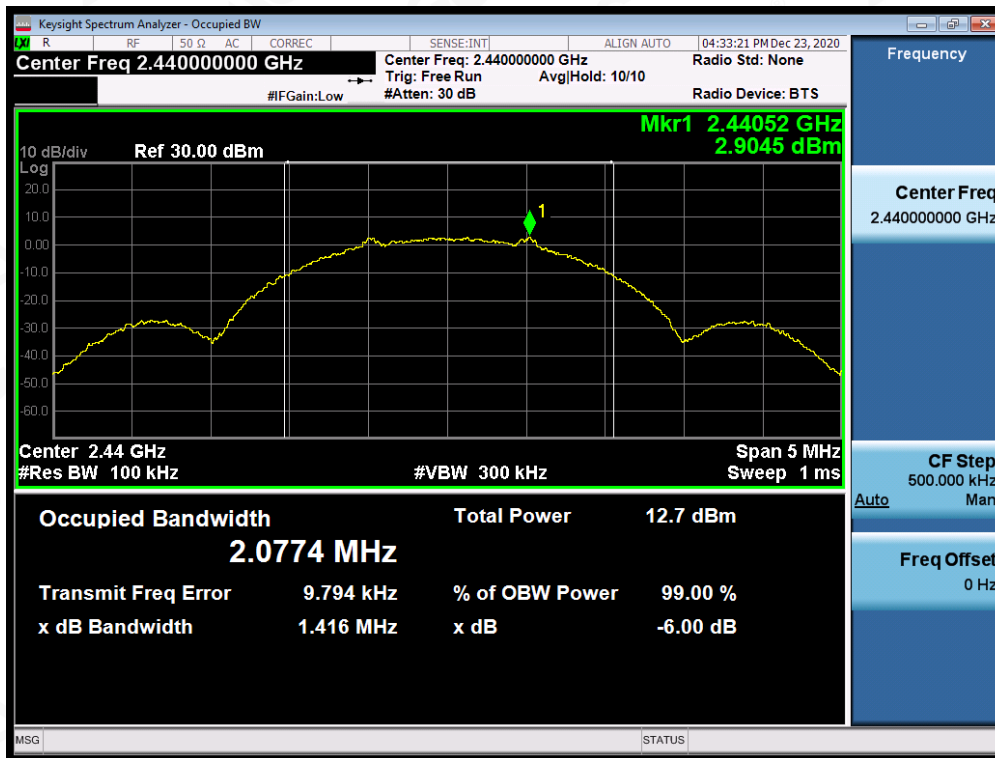 Keysight Spectrum Analyzer - Occupied BW
LXI R RF 50 Ω AC CORREC SENSE:INT ALIGN AUTO 04:33:21 PM Dec 23, 2020
Center Freq 2.440000000 GHz
Center Freq: 2.440000000 GHz Radio Std: None
Trig: Free Run Avg|Hold: 10/10
#IFGain:Low #Atten: 30 dB Radio Device: BTS
Mkr1 2.44052 GHz
2.9045 dBm
10 dB/div Ref 30.00 dBm
Log
20.0
10.0
1
0.00
-10.0
-20.0
-30.0
-40.0
-50.0
-60.0
Center 2.44 GHz Span 5 MHz
#Res BW 100 kHz #VBW 300 kHz Sweep 1 ms
Occupied Bandwidth Total Power 12.7 dBm
2.0774 MHz
Transmit Freq Error 9.794 kHz % of OBW Power 99.00 %
x dB Bandwidth 1.416 MHz x dB -6.00 dB
MSG STATUS
Frequency
Center Freq
2.440000000 GHz
CF Step
500.000 kHz
Auto Man
Freq Offset
0 Hz